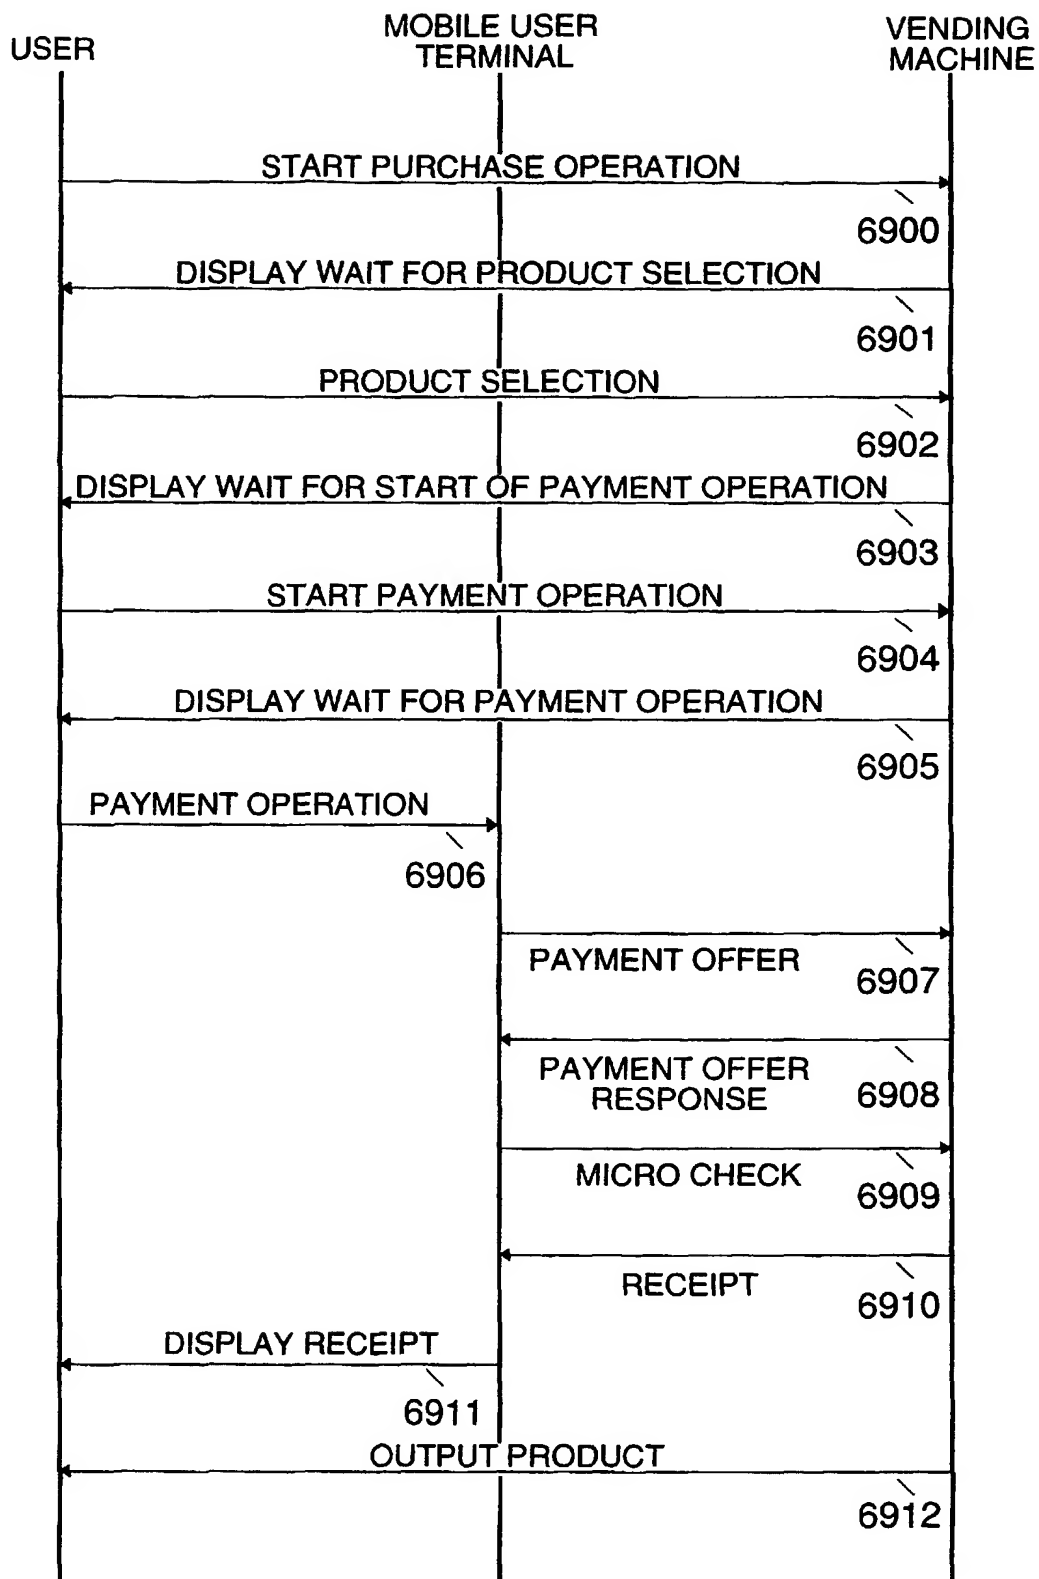 USER
MOBILE USER
TERMINAL
VENDING
MACHINE
START PURCHASE OPERATION
6900
DISPLAY WAIT FOR PRODUCT SELECTION
6901
PRODUCT SELECTION
6902
DISPLAY WAIT FOR START OF PAYMENT OPERATION
6903
START PAYMENT OPERATION
6904
DISPLAY WAIT FOR PAYMENT OPERATION
6905
PAYMENT OPERATION
6906
PAYMENT OFFER
6907
PAYMENT OFFER
RESPONSE
6908
MICRO CHECK
6909
RECEIPT
6910
DISPLAY RECEIPT
6911
OUTPUT PRODUCT
6912